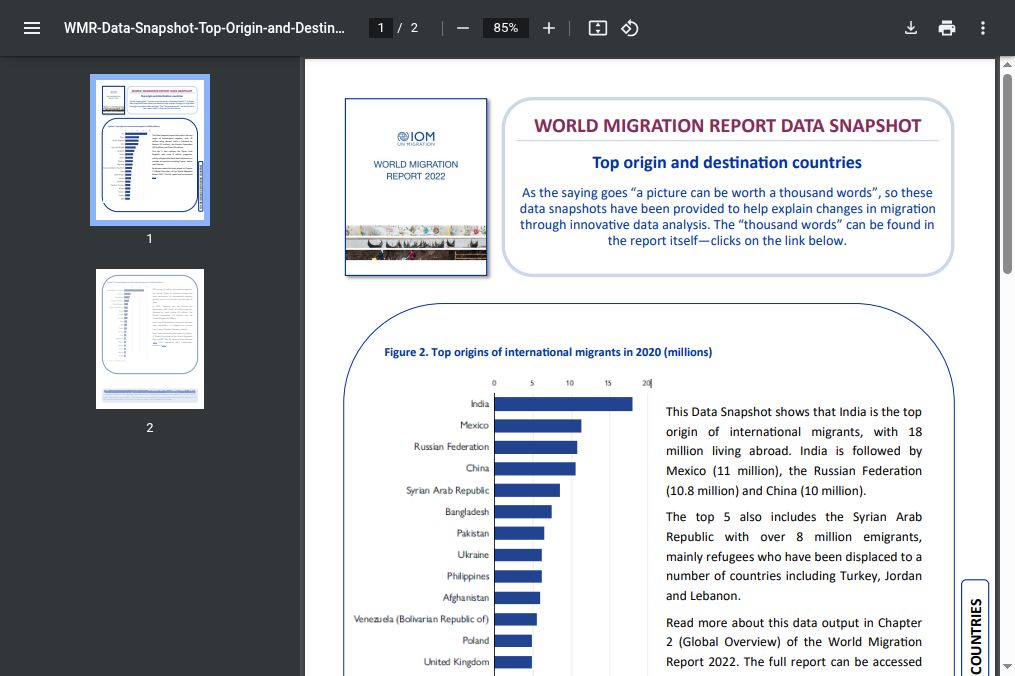 WMR-Data-Snapshot-Top-Origin-and-Destin...
1 / 2
85%
1
2
IOM
UN MIGRATION
WORLD MIGRATION
REPORT 2022
WORLD MIGRATION REPORT DATA SNAPSHOT
Top origin and destination countries
As the saying goes “a picture can be worth a thousand words”, so these
data snapshots have been provided to help explain changes in migration
through innovative data analysis. The “thousand words” can be found in
the report itself—clicks on the link below.
Figure 2. Top origins of international migrants in 2020 (millions)
0 5 10 15 20
India
Mexico
Russian Federation
China
Syrian Arab Republic
Bangladesh
Pakistan
Ukraine
Philippines
Afghanistan
Venezuela (Bolivarian Republic of)
Poland
United Kingdom
This Data Snapshot shows that India is the top
origin of international migrants, with 18
million living abroad. India is followed by
Mexico (11 million), the Russian Federation
(10.8 million) and China (10 million).
The top 5 also includes the Syrian Arab
Republic with over 8 million emigrants,
mainly refugees who have been displaced to a
number of countries including Turkey, Jordan
and Lebanon.
Read more about this data output in Chapter
2 (Global Overview) of the World Migration
Report 2022. The full report can be accessed
COUNTRIES